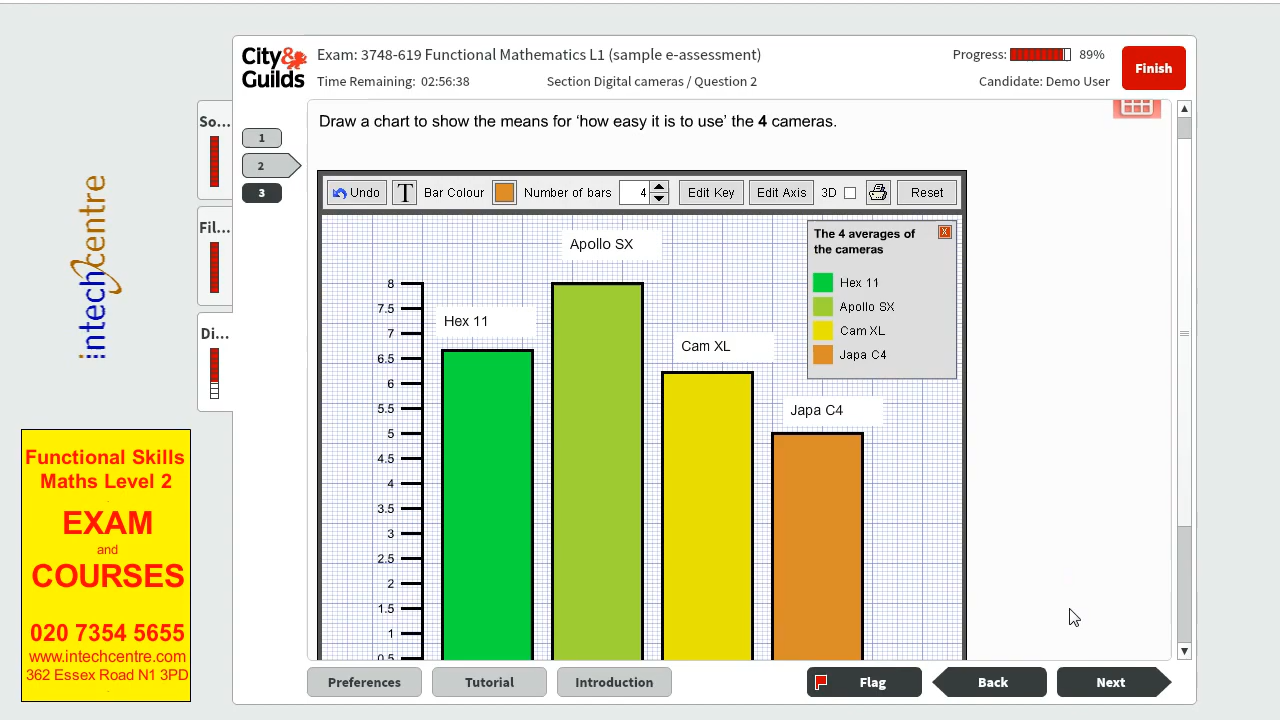 City&
Guilds
Exam: 3748-619 Functional Mathematics L1 (sample e-assessment)
Progress: 89%
Finish
Time Remaining: 02:56:38
Section Digital cameras / Question 2
Candidate: Demo User
So...
Fil...
Di...
1
2
3
Draw a chart to show the means for ‘how easy it is to use’ the 4 cameras.
Undo T Bar Colour Number of bars 4 Edit Key Edit Axis 3D Reset
The 4 averages of
the cameras
X
Hex 11
Apollo SX
Cam XL
Japa C4
Apollo SX
Hex 11
Cam XL
Japa C4
8
7.5
7
6.5
6
5.5
5
4.5
4
3.5
3
2.5
2
1.5
1
0.5
intechcentre
Functional Skills
Maths Level 2
EXAM
and
COURSES
020 7354 5655
www.intechcentre.com
362 Essex Road N1 3PD
Preferences
Tutorial
Introduction
Flag
Back
Next